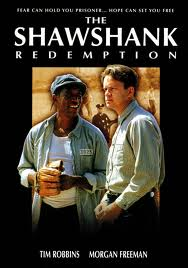 FEAR CAN HOLD YOU PRISONER... HOPE CAN SET YOU FREE
THE
SHAWSHANK
REDEMPTION
TIM ROBBINS MORGAN FREEMAN